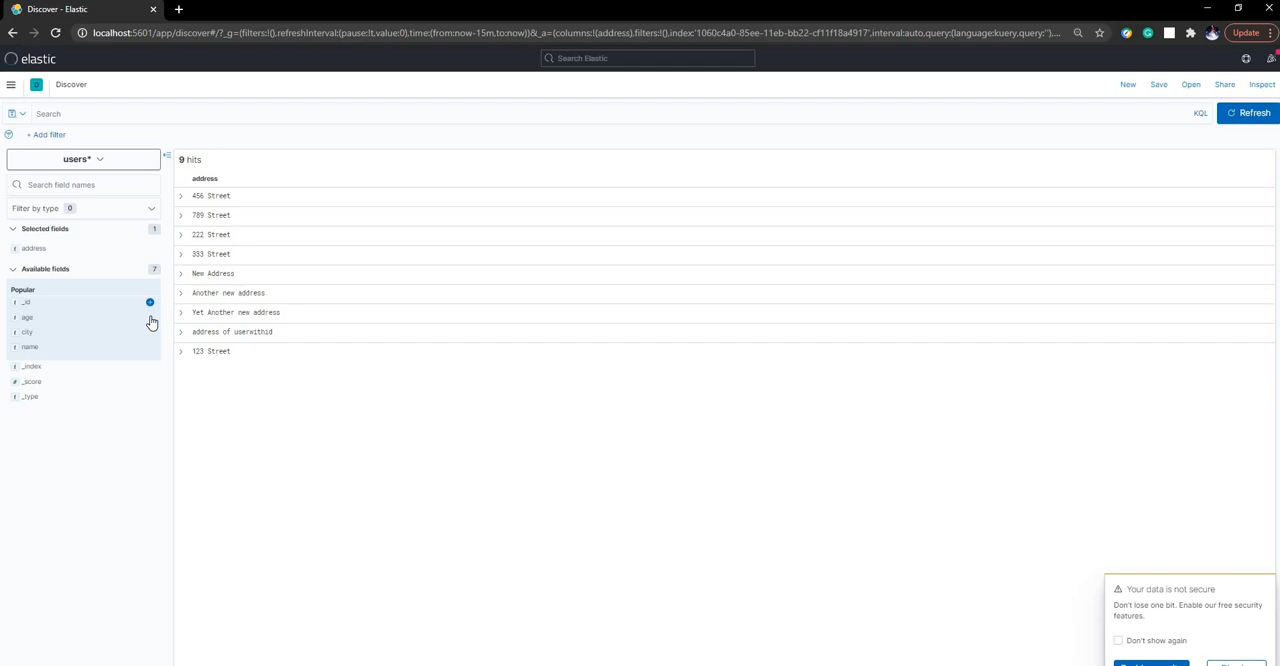 Discover - Elastic
localhost:5601/app/discover#/?_g=(filters:!(),refreshInterval:(pause:!t,value:0),time:(from:now-15m,to:now))&_a=(columns:!(address),filters:!(),index:'1060c4a0-85ee-11eb-bb22-cf11f18a4917',interval:auto,query:(language:kuery,query:''),...
Update
elastic
Search Elastic
D
Discover
New
Save
Open
Share
Inspect
Search
KQL
Refresh
+ Add filter
users*
Search field names
Filter by type 0
Selected fields 1
t address
Available fields 7
Popular
t _id
t age
t city
t name
t _index
# _score
t _type
9 hits
address
456 Street
789 Street
222 Street
333 Street
New Address
Another new address
Yet Another new address
address of userwithid
123 Street
Your data is not secure
Don't lose one bit. Enable our free security
features.
Don't show again